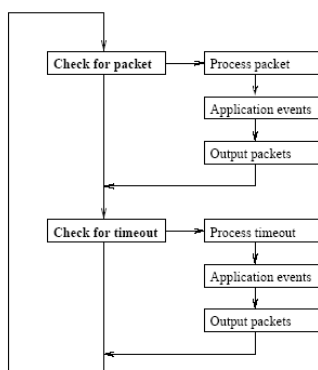 Check for packet
Process packet
Application events
Output packets
Check for timeout
Process timeout
Application events
Output packets